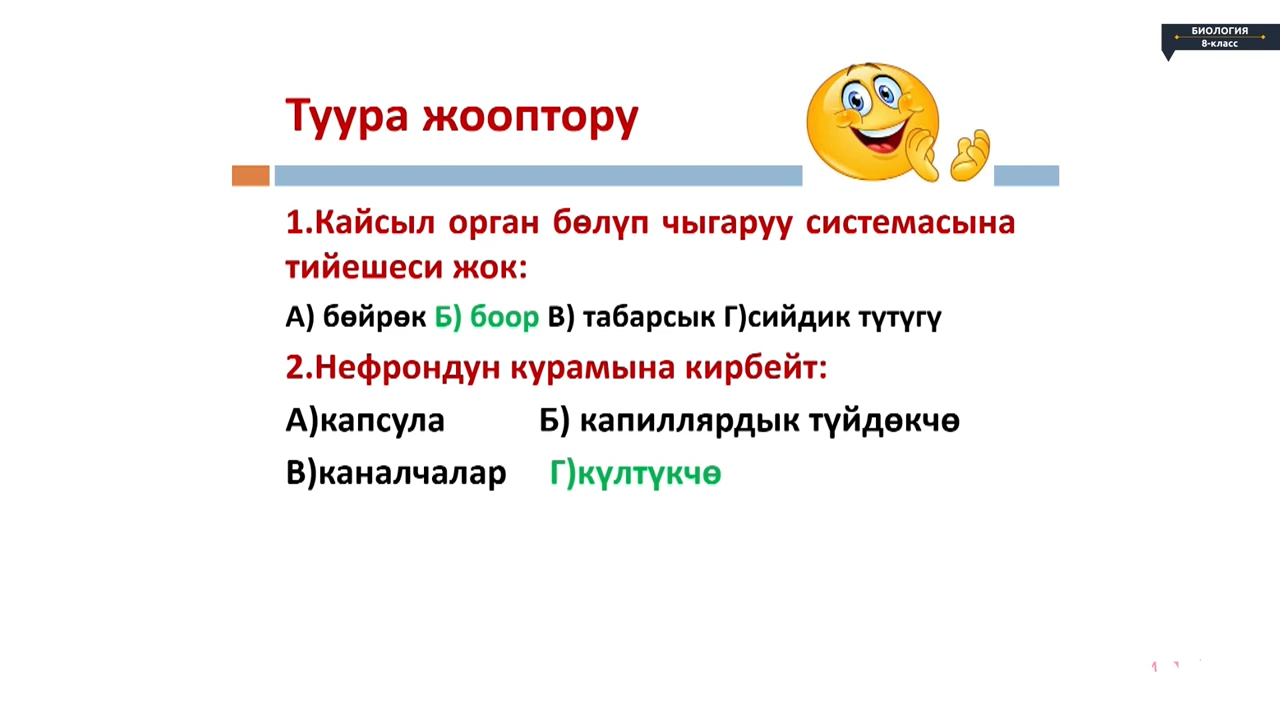 БИОЛОГИЯ
8-класс
Туура жооптору
1.Кайсыл орган бөлүп чыгаруу системасына
тийешеси жок:
А) бөйрөк Б) боор В) табарсык Г)сийдик түтүгү
2.Нефрондун курамына кирбейт:
А)капсула Б) капиллярдык түйдөкчө
В)каналчалар Г)күлтүкчө